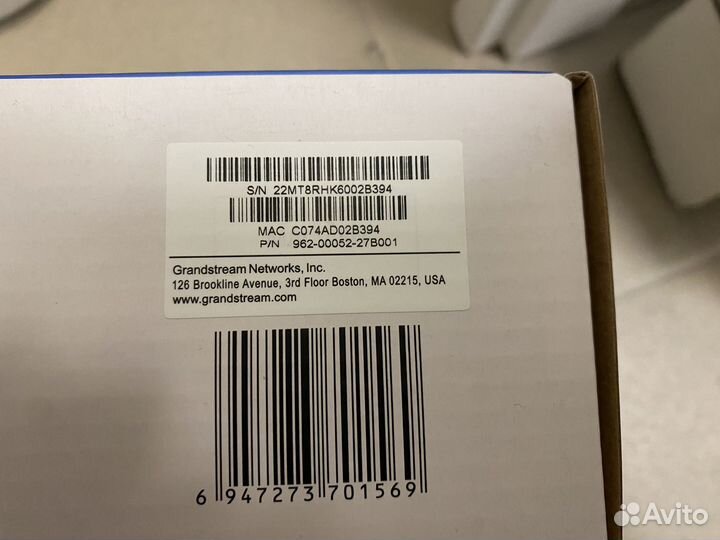 S/N 22MT8RHK6002B394
MAC C074AD02B394
P/N 962-00052-27B001
Grandstream Networks, Inc.
126 Brookline Avenue, 3rd Floor Boston, MA 02215, USA
www.grandstream.com
6 947273 701569
Avito